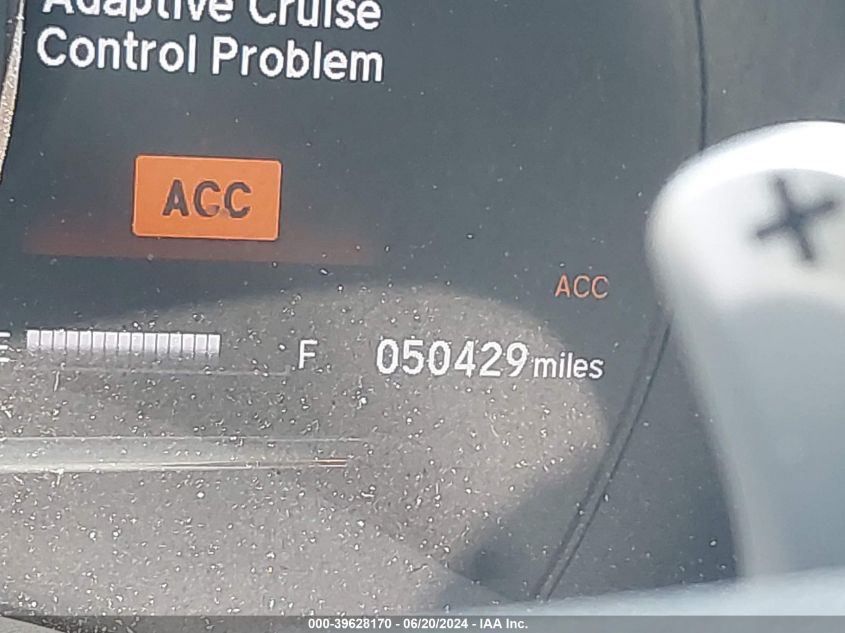 Adaptive Cruise
Control Problem
ACC
+
ACC
E F 050429 miles
000-39628170 - 06/20/2024 - IAA Inc.